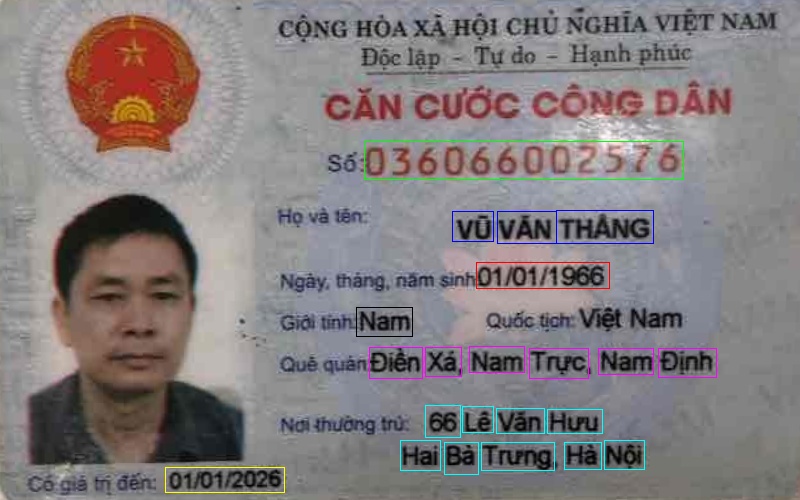 CỘNG HÒA XÃ HỘI CHỦ NGHĨA VIỆT NAM
Độc lập - Tự do - Hạnh phúc
CĂN CƯỚC CÔNG DÂN
Số: 036066002576
Họ và tên:
VŨ VĂN THẮNG
Ngày, tháng, năm sinh: 01/01/1966
Giới tính: Nam Quốc tịch: Việt Nam
Quê quán: Điền Xá, Nam Trực, Nam Định
Nơi thường trú: 66 Lê Văn Hưu
Hai Bà Trưng, Hà Nội
Có giá trị đến: 01/01/2026